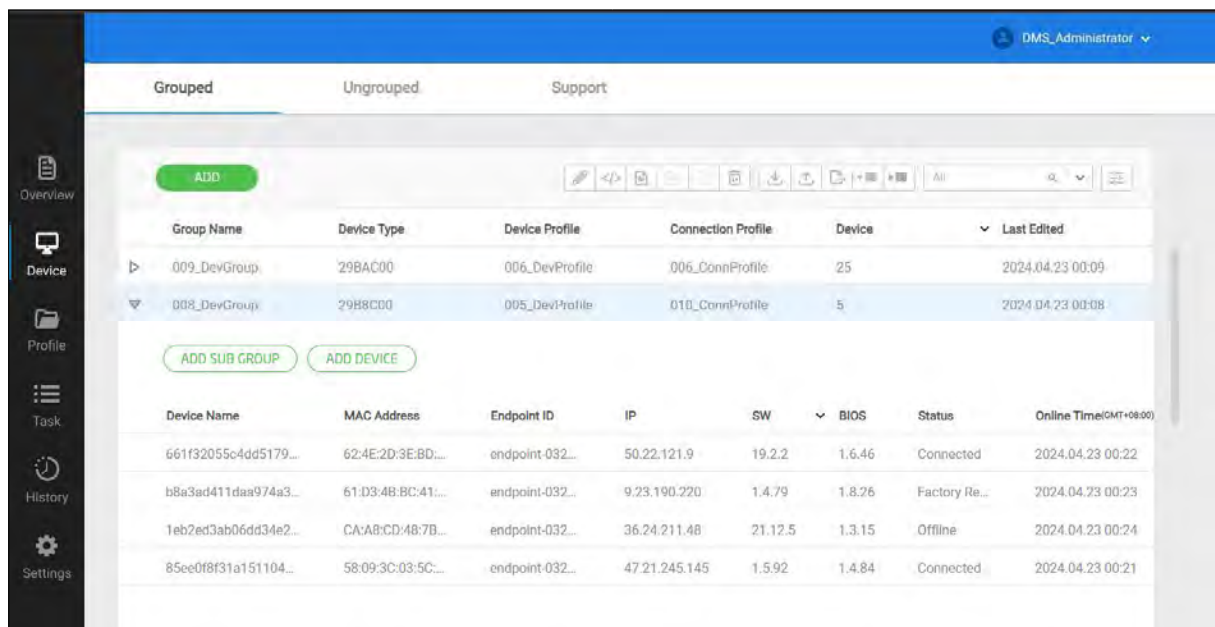 DMS_Administrator
Grouped Ungrouped Support
ADD All
Overview
Group Name Device Type Device Profile Connection Profile Device Last Edited
Device
009_DevGroup 29BAC00 006_DevProfile 006_ConnProfile 25 2024.04.23 00:09
008_DevGroup 29B8C00 005_DevProfile 010_ConnProfile 5 2024.04.23 00:08
Profile
ADD SUB GROUP ADD DEVICE
Task
Device Name MAC Address Endpoint ID IP SW BIOS Status Online Time(GMT+08:00)
661f32055c4dd5179... 62:4E:2D:3E:BD:... endpoint-032... 50.22.121.9 19.2.2 1.6.46 Connected 2024.04.23 00:22
History
b8a3ad411daa974a3... 61:D3:4B:BC:41:... endpoint-032... 9.23.190.220 1.4.79 1.8.26 Factory Re... 2024.04.23 00:23
1eb2ed3ab06dd34e2... CA:A8:CD:48:7B... endpoint-032... 36.24.211.48 21.12.5 1.3.15 Offline 2024.04.23 00:24
Settings
85ee0f8f31a151104... 58:09:3C:03:5C:... endpoint-032... 47.21.245.145 1.5.92 1.4.84 Connected 2024.04.23 00:21